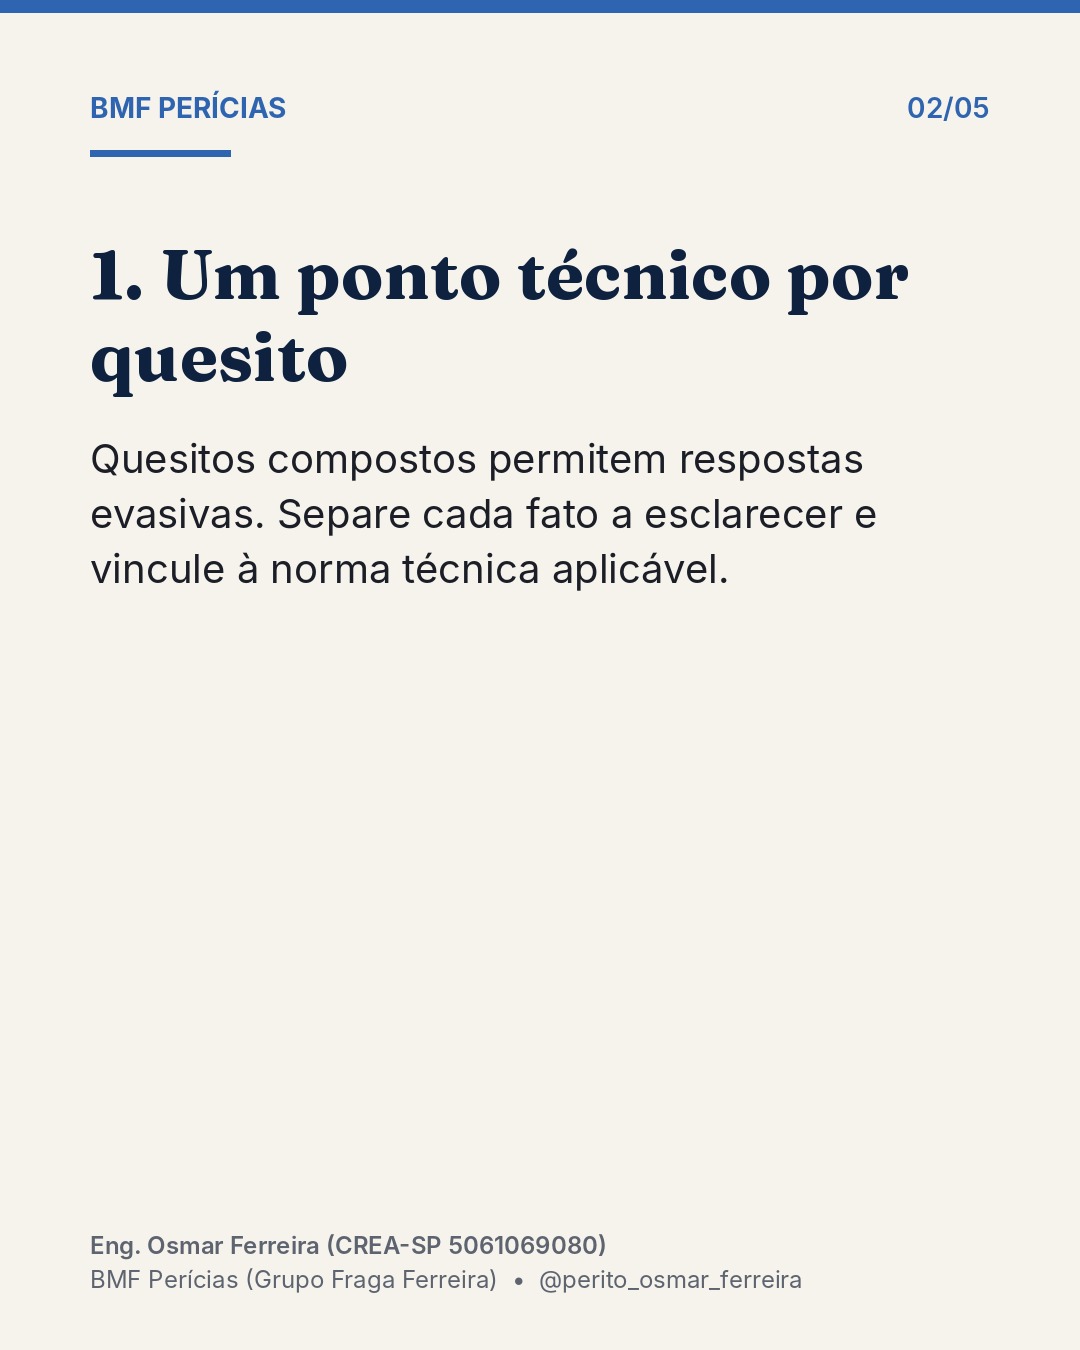 BMF PERÍCIAS
02/05
1. Um ponto técnico por
quesito
Quesitos compostos permitem respostas
evasivas. Separe cada fato a esclarecer e
vincule à norma técnica aplicável.
Eng. Osmar Ferreira (CREA-SP 5061069080)
BMF Perícias (Grupo Fraga Ferreira) • @perito_osmar_ferreira